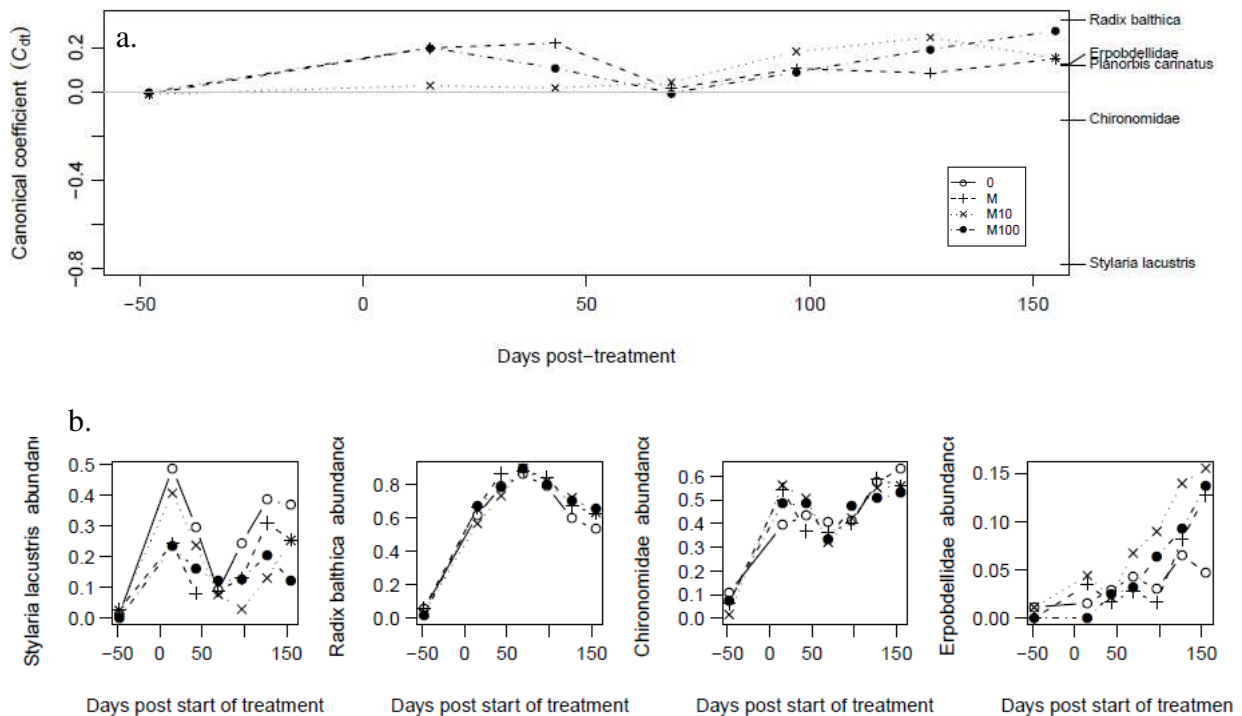 a.
Canonical coefficient (Cdt)
0.2
0.0
−0.4
−0.8
−50
0
50
100
150
Days post−treatment
Radix balthica
Erpobdellidae
Planorbis carinatus
Chironomidae
Stylaria lacustris
0
M
M10
M100
b.
Stylaria lacustris abundan
0.5
0.4
0.3
0.2
0.1
0.0
−50
0
50
150
Days post start of treatment
Radix balthica abundance
0.8
0.6
0.4
0.2
0.0
−50
0
50
150
Days post start of treatment
Chironomidae abundance
0.6
0.5
0.4
0.3
0.2
0.1
0.0
−50
0
50
150
Days post start of treatment
Erpobdellidae abundance
0.15
0.10
0.05
0.00
−50
0
50
150
Days post start of treatmen